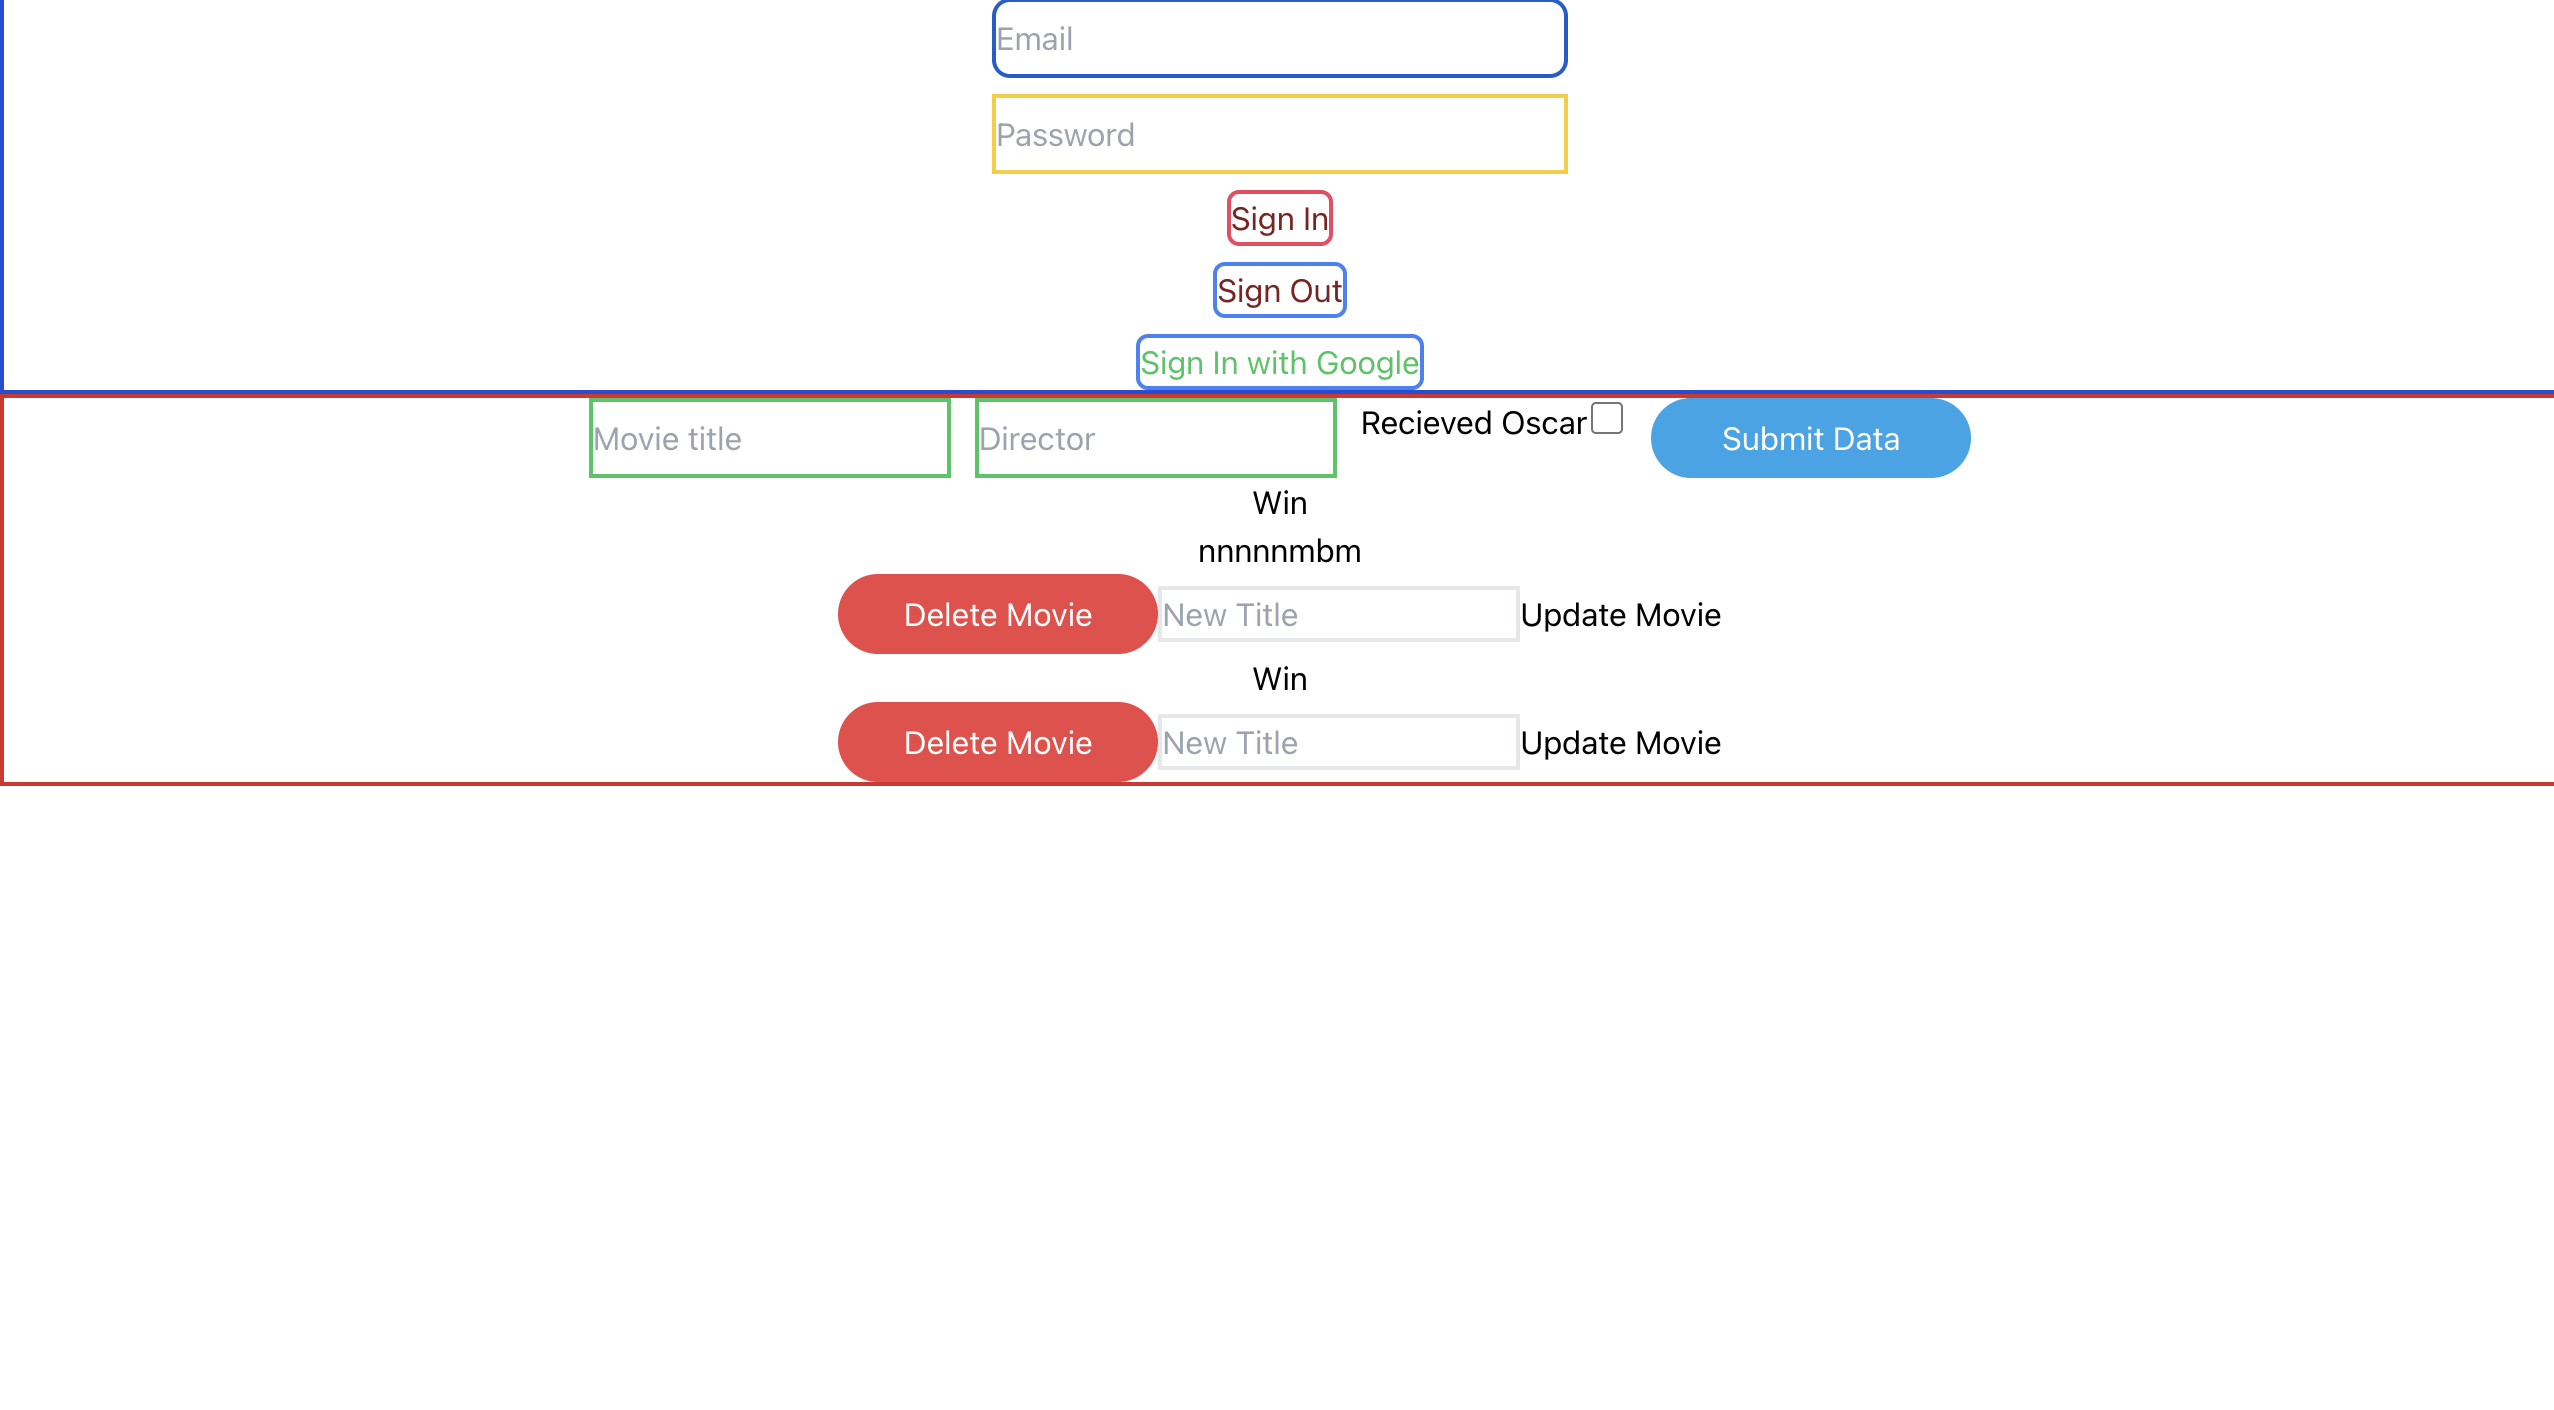 Email
Password
Sign In
Sign Out
Sign In with Google
Movie title Director Recieved Oscar Submit Data
Win
nnnnnmbm
Delete Movie New Title Update Movie
Win
Delete Movie New Title Update Movie